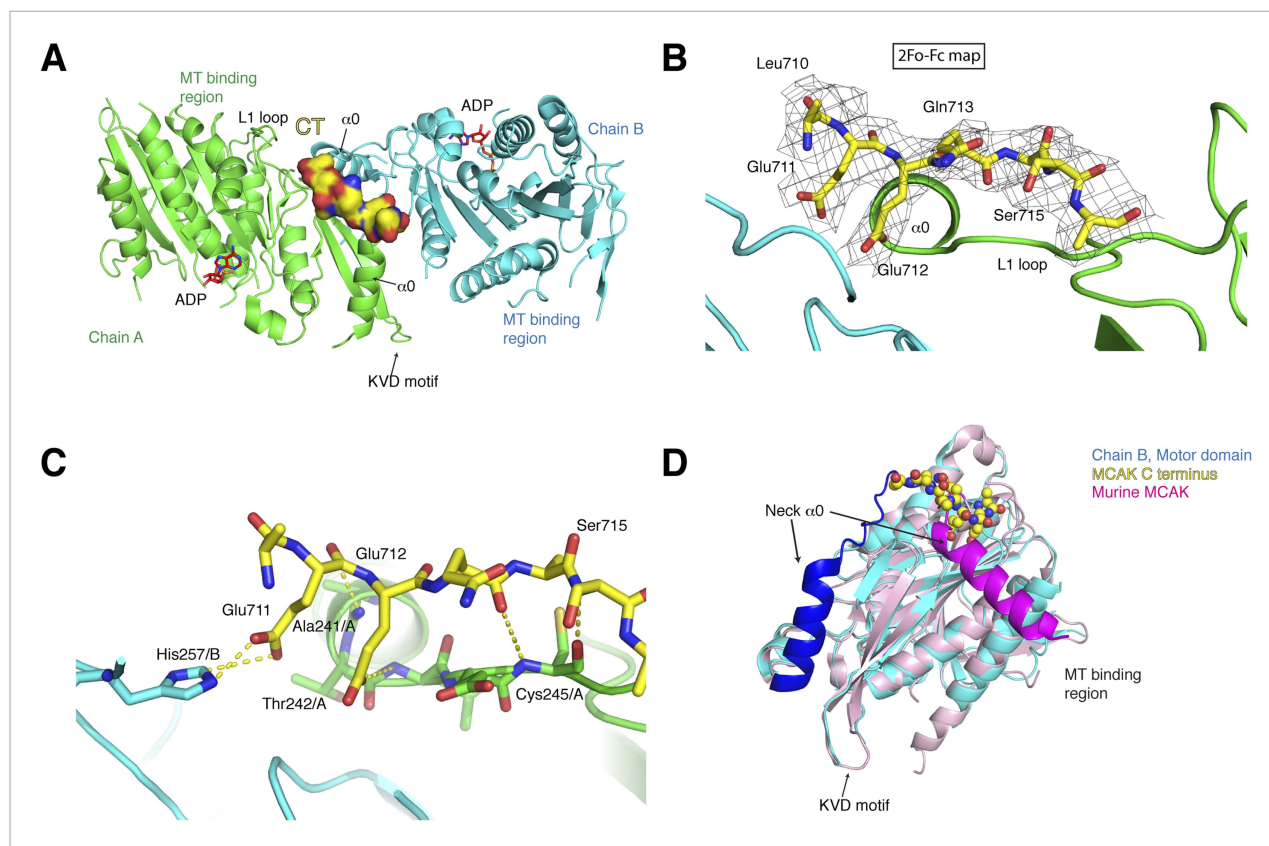 A
MT binding
region
L1 loop
CT
α0
ADP
Chain B
ADP
α0
Chain A
MT binding
region
KVD motif
B
2Fo-Fc map
Leu710
Gln713
Glu711
Ser715
α0
L1 loop
Glu712
C
Ser715
Glu712
Glu711
Ala241/A
His257/B
Thr242/A
Cys245/A
D
Chain B, Motor domain
MCAK C terminus
Murine MCAK
Neck α0
MT binding
region
KVD motif